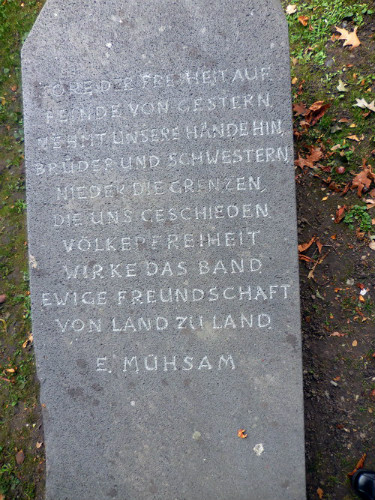 TORE DER FREIHEIT AUF
FEINDE VON GESTERN,
NEHMT UNSERE HÄNDE HIN,
BRÜDER UND SCHWESTERN
NIEDER DIE GRENZEN,
DIE UNS GESCHIEDEN
VÖLKERFREIHEIT
WIRKE DAS BAND
EWIGE FREUNDSCHAFT
VON LAND ZU LAND
E. MÜHSAM